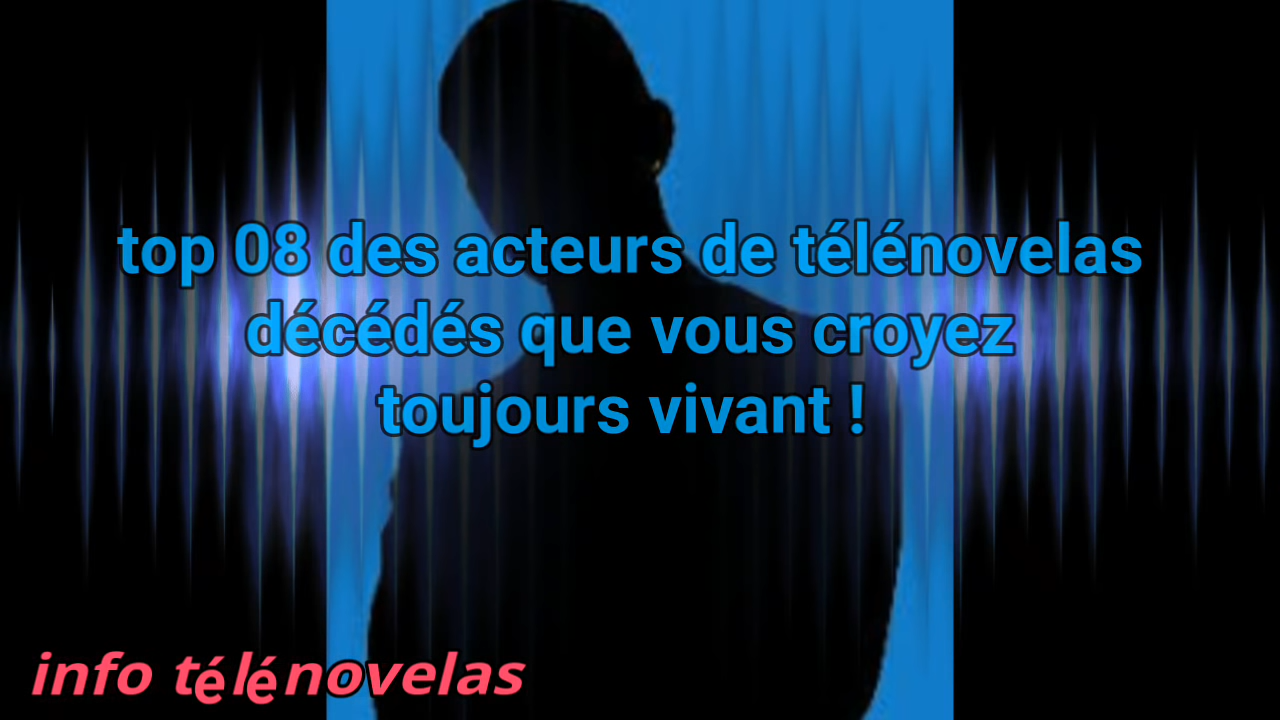 top 08 des acteurs de télénovelas
décédés que vous croyez
toujours vivant !
info télénovelas